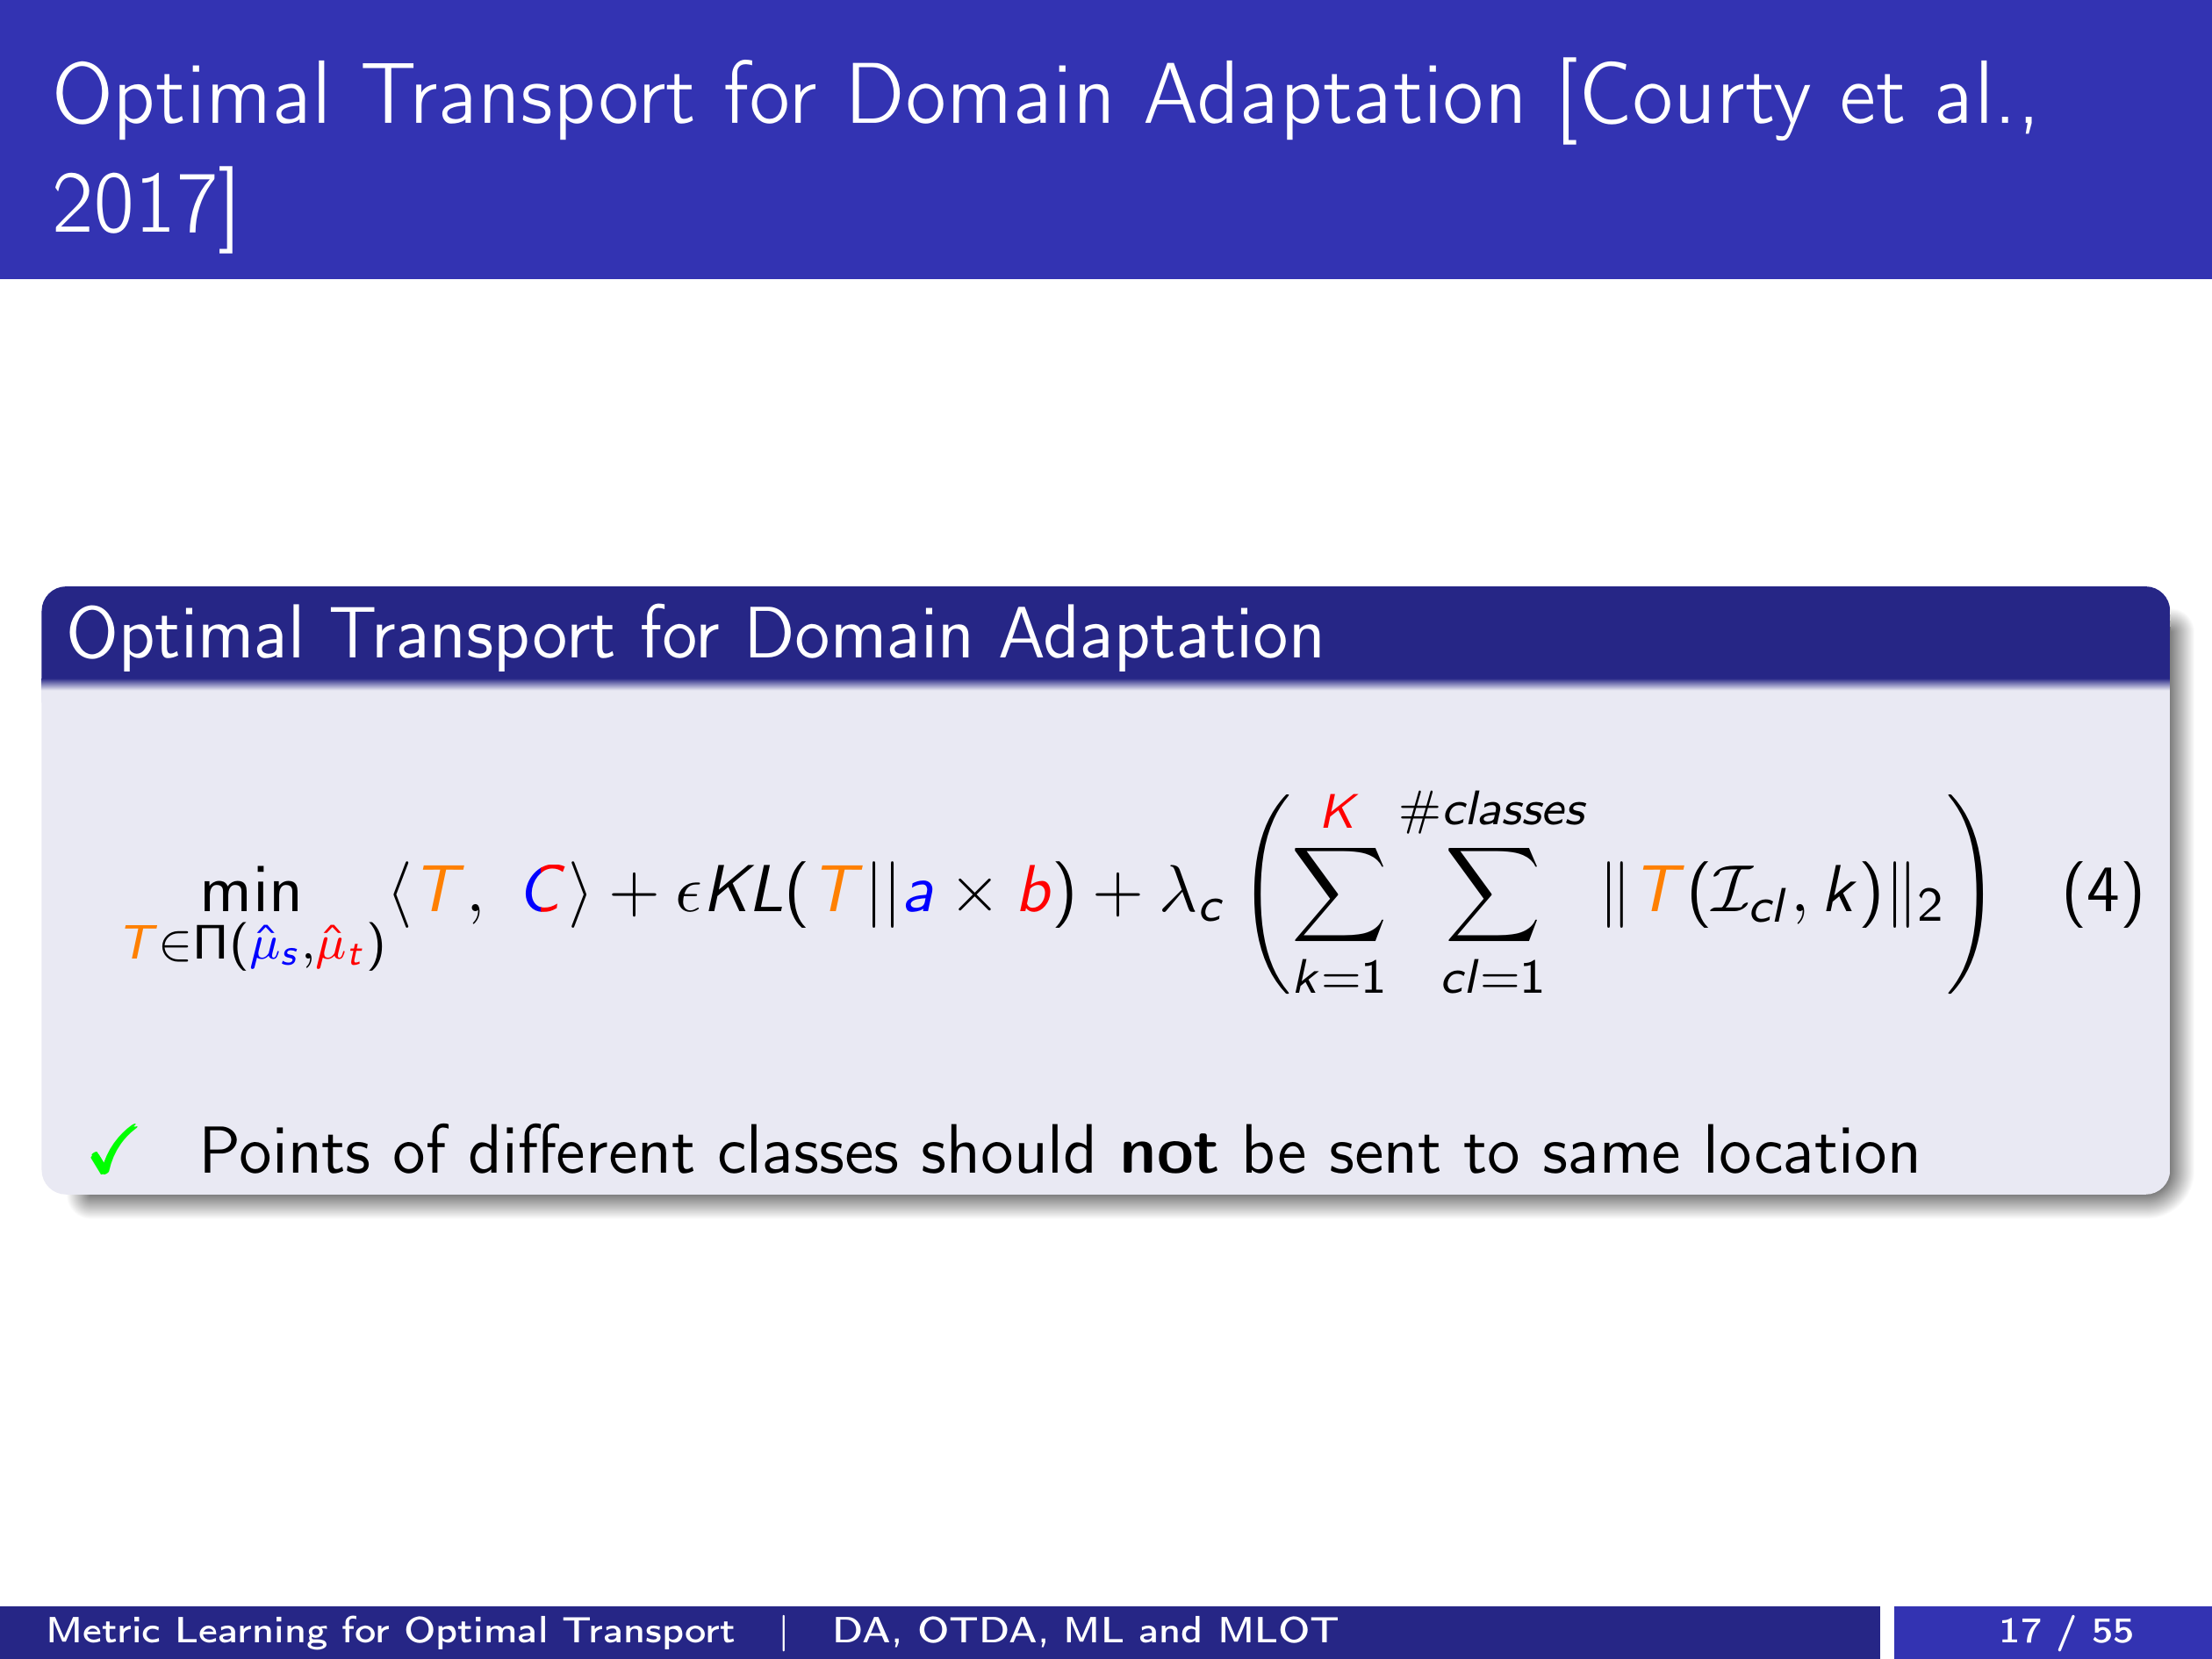 Optimal Transport for Domain Adaptation [Courty et al.,
2017]
Optimal Transport for Domain Adaptation
$$\min_{T \in \Pi(\hat{\mu}_s, \hat{\mu}_t)} \langle T, C \rangle + \epsilon KL(T || a \times b) + \lambda_c \left( \sum_{k=1}^{K} \sum_{cl=1}^{\#classes} \| T(\mathcal{I}_{cl}, k) \|_2 \right) \quad (4)$$
✓ Points of different classes should not be sent to same location
Metric Learning for Optimal Transport | DA, OTDA, ML and MLOT 17 / 55